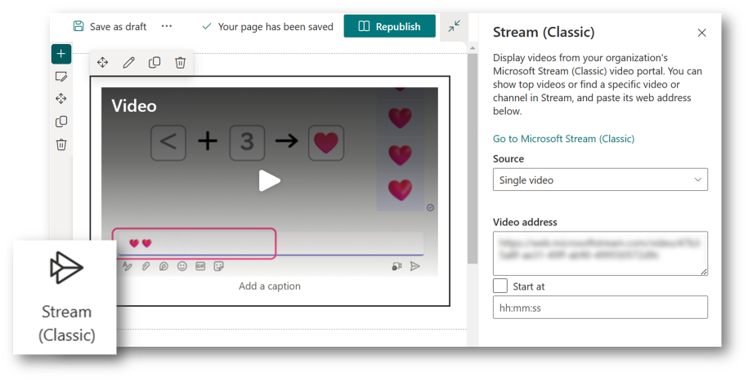 Save as draft ··· Your page has been saved Republish
Video
< + 3
GIF
Add a caption
Stream
(Classic)
Stream (Classic)
Display videos from your organization's
Microsoft Stream (Classic) video portal. You can
show top videos or find a specific video or
channel in Stream, and paste its web address
below.
Go to Microsoft Stream (Classic)
Source
Single video
Video address
Start at
hh:mm:ss